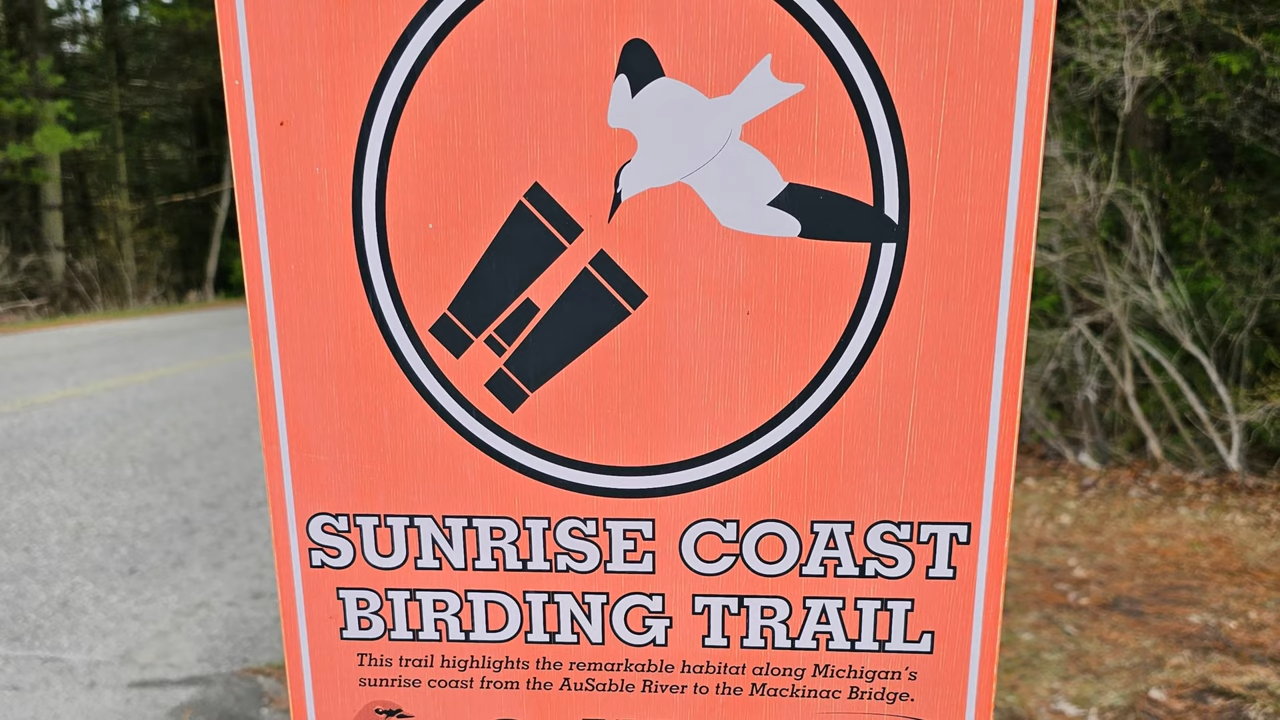 SUNRISE COAST
BIRDING TRAIL
This trail highlights the remarkable habitat along Michigan's
sunrise coast from the AuSable River to the Mackinac Bridge.